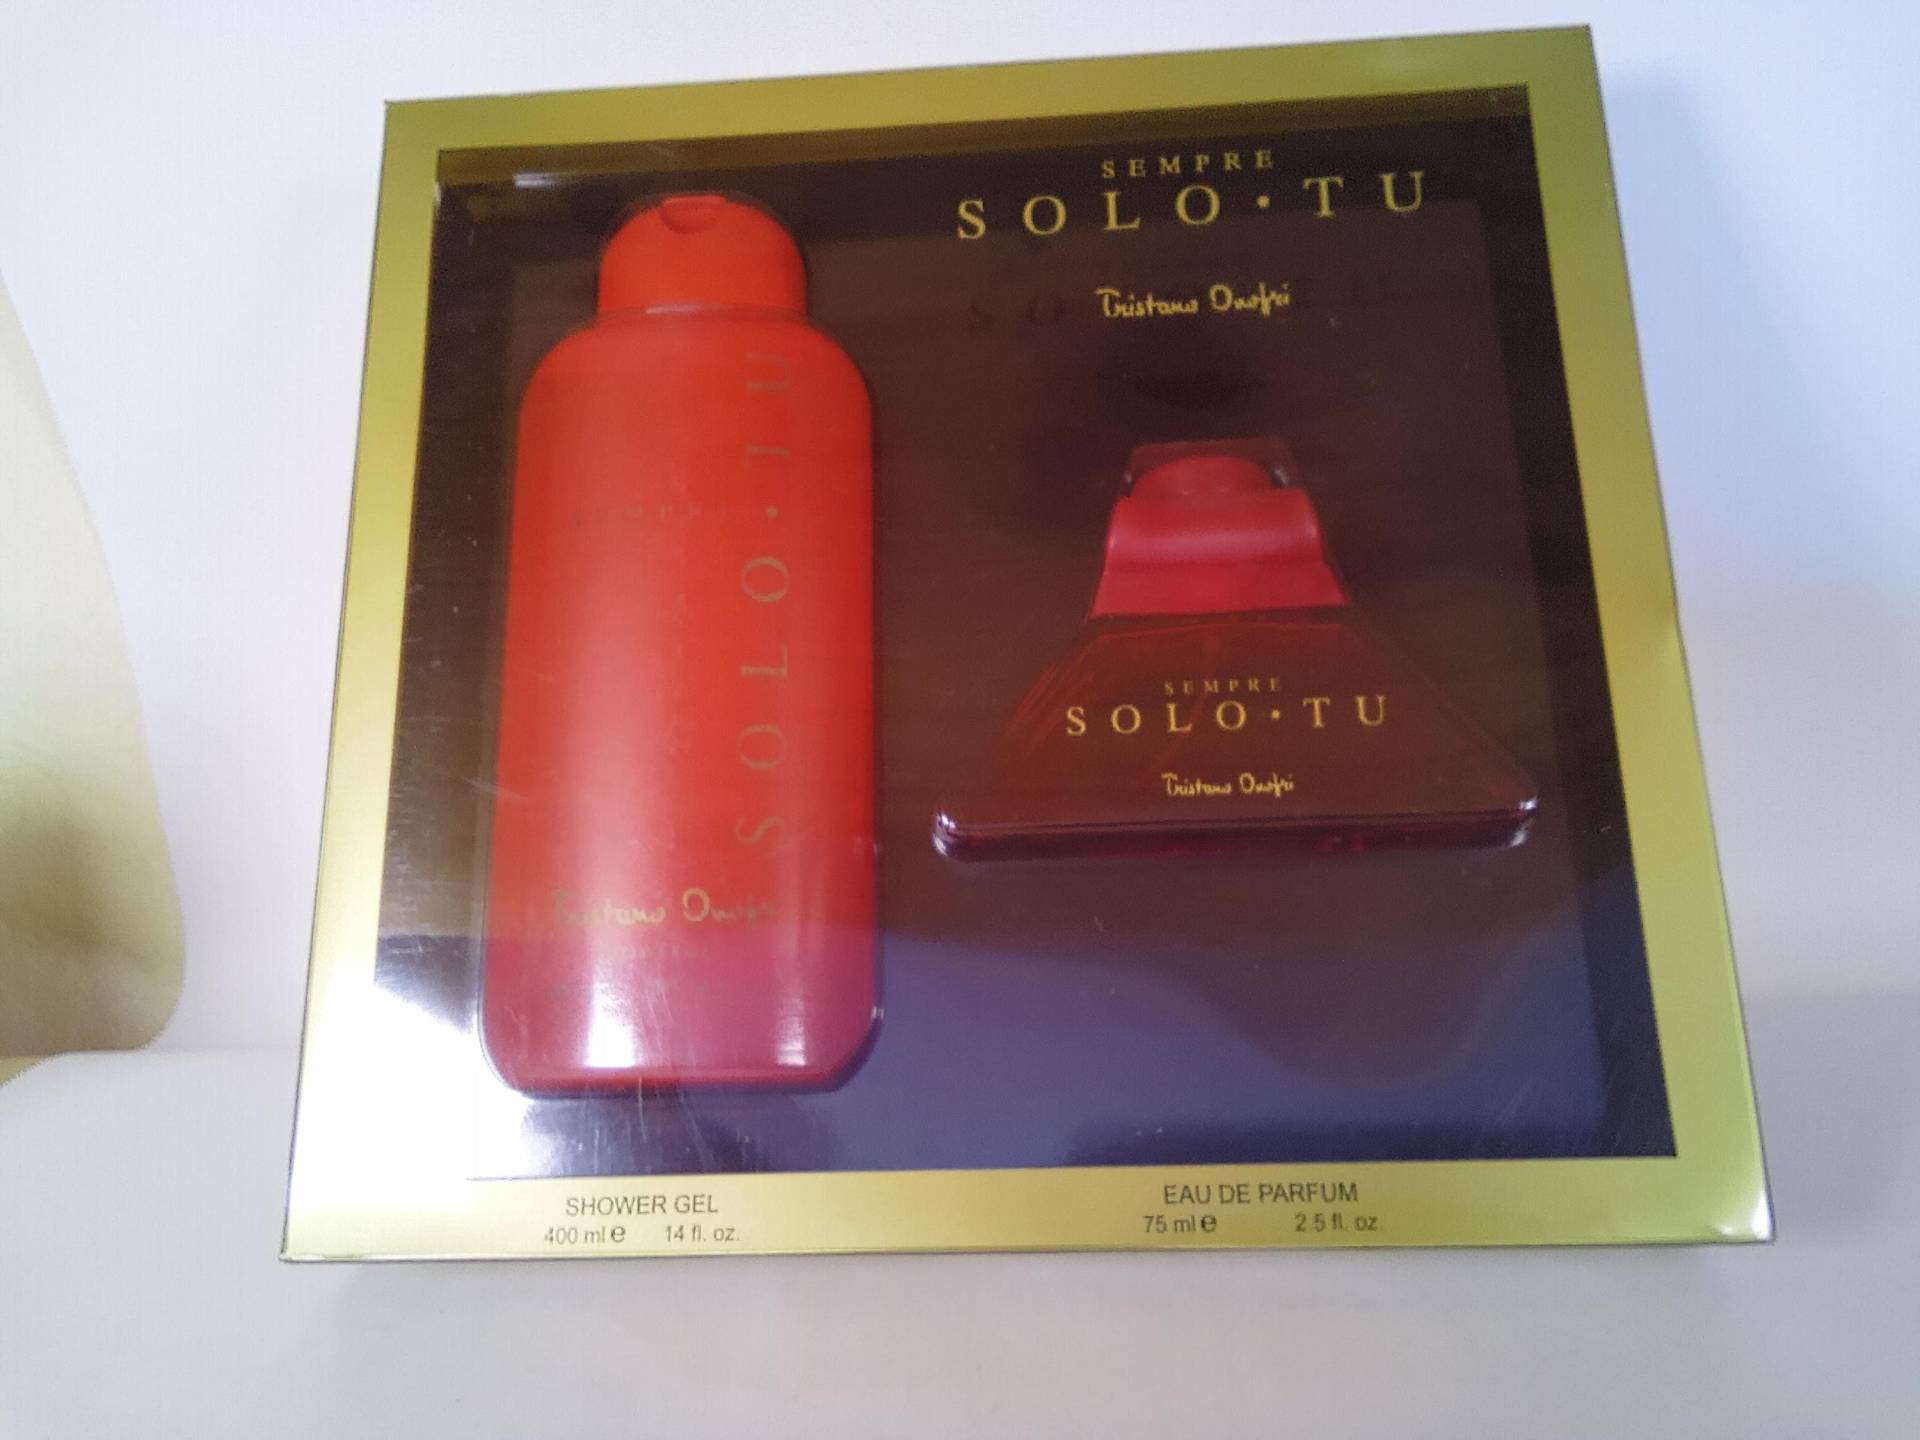 SEMPRE
SOLO·TU
Tristano Onofri
SOLO·TU
Tristano Onofri
SEMPRE
SOLO·TU
Tristano Onofri
SHOWER GEL
400 ml ℮ 14 fl. oz.
EAU DE PARFUM
75 ml ℮ 2.5 fl. oz.